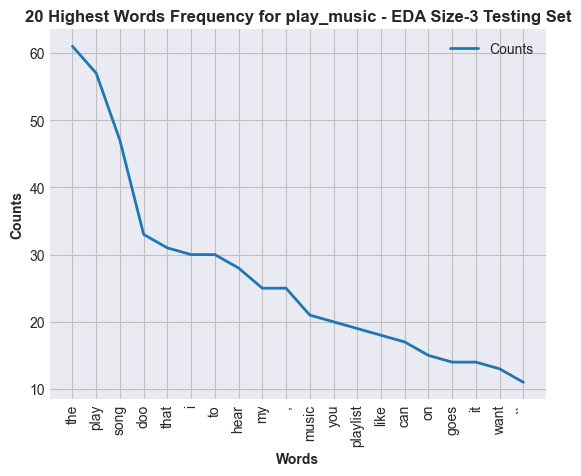 20 Highest Words Frequency for play_music - EDA Size-3 Testing Set
Counts
Counts
60
50
40
30
20
10
the
play
song
doo
that
i
to
hear
my
,
music
you
playlist
like
can
on
goes
it
want
``
Words